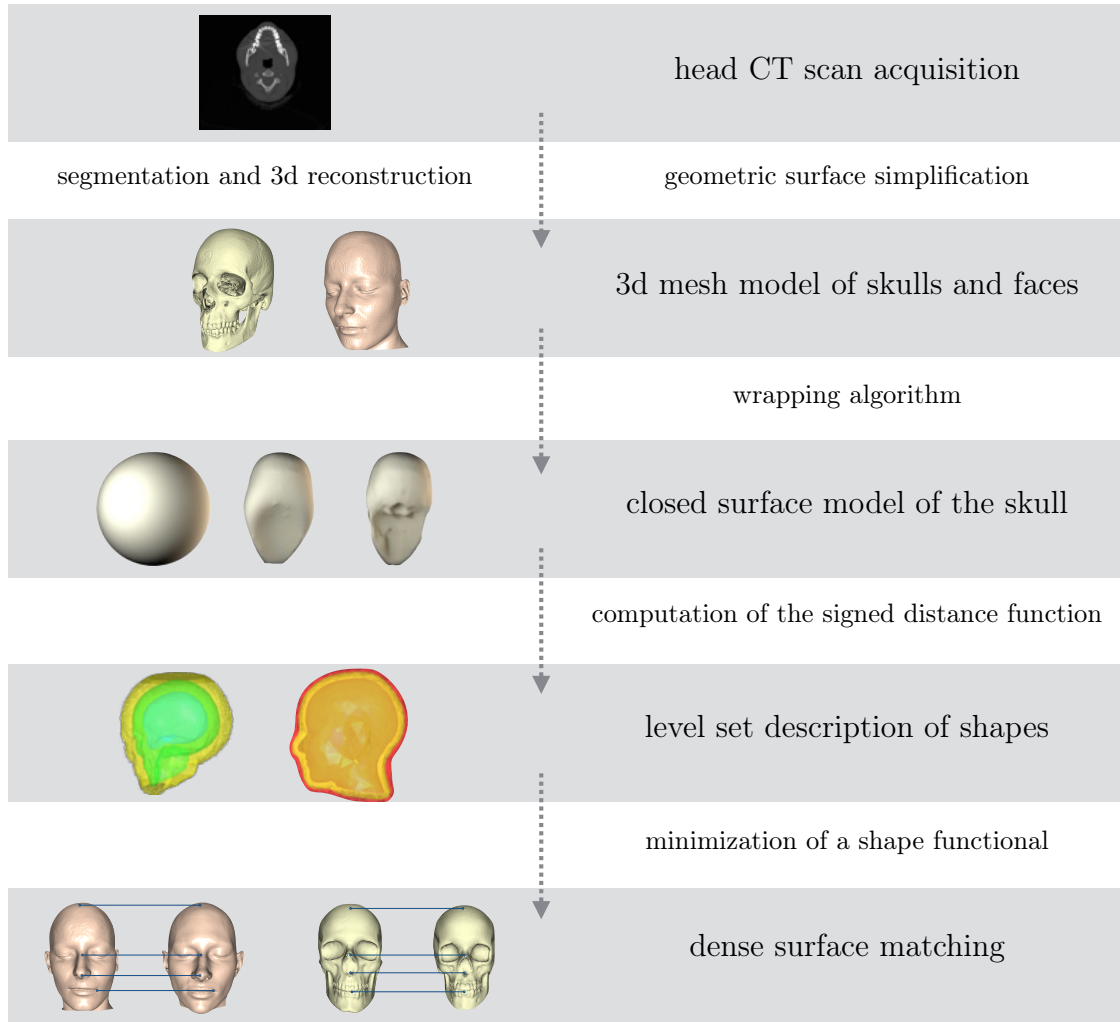 head CT scan acquisition
segmentation and 3d reconstruction
geometric surface simplification
3d mesh model of skulls and faces
wrapping algorithm
closed surface model of the skull
computation of the signed distance function
level set description of shapes
minimization of a shape functional
dense surface matching